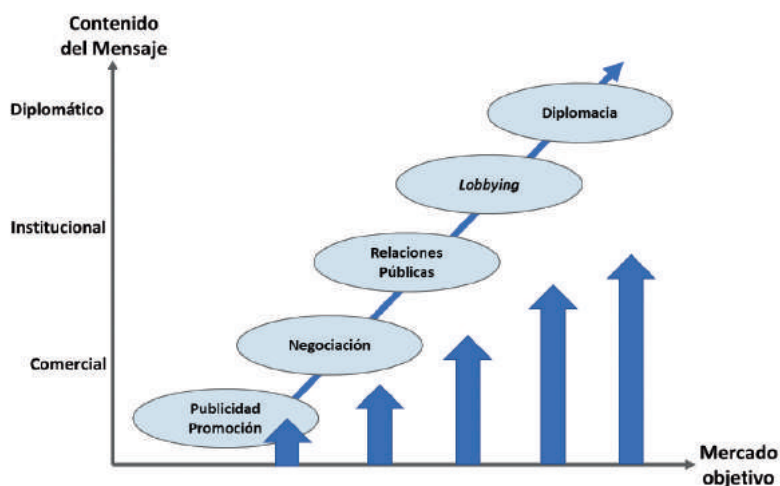 Contenido
del Mensaje
Diplomático
Diplomacia
Lobbying
Institucional
Relaciones
Públicas
Negociación
Comercial
Publicidad
Promoción
Mercado
objetivo